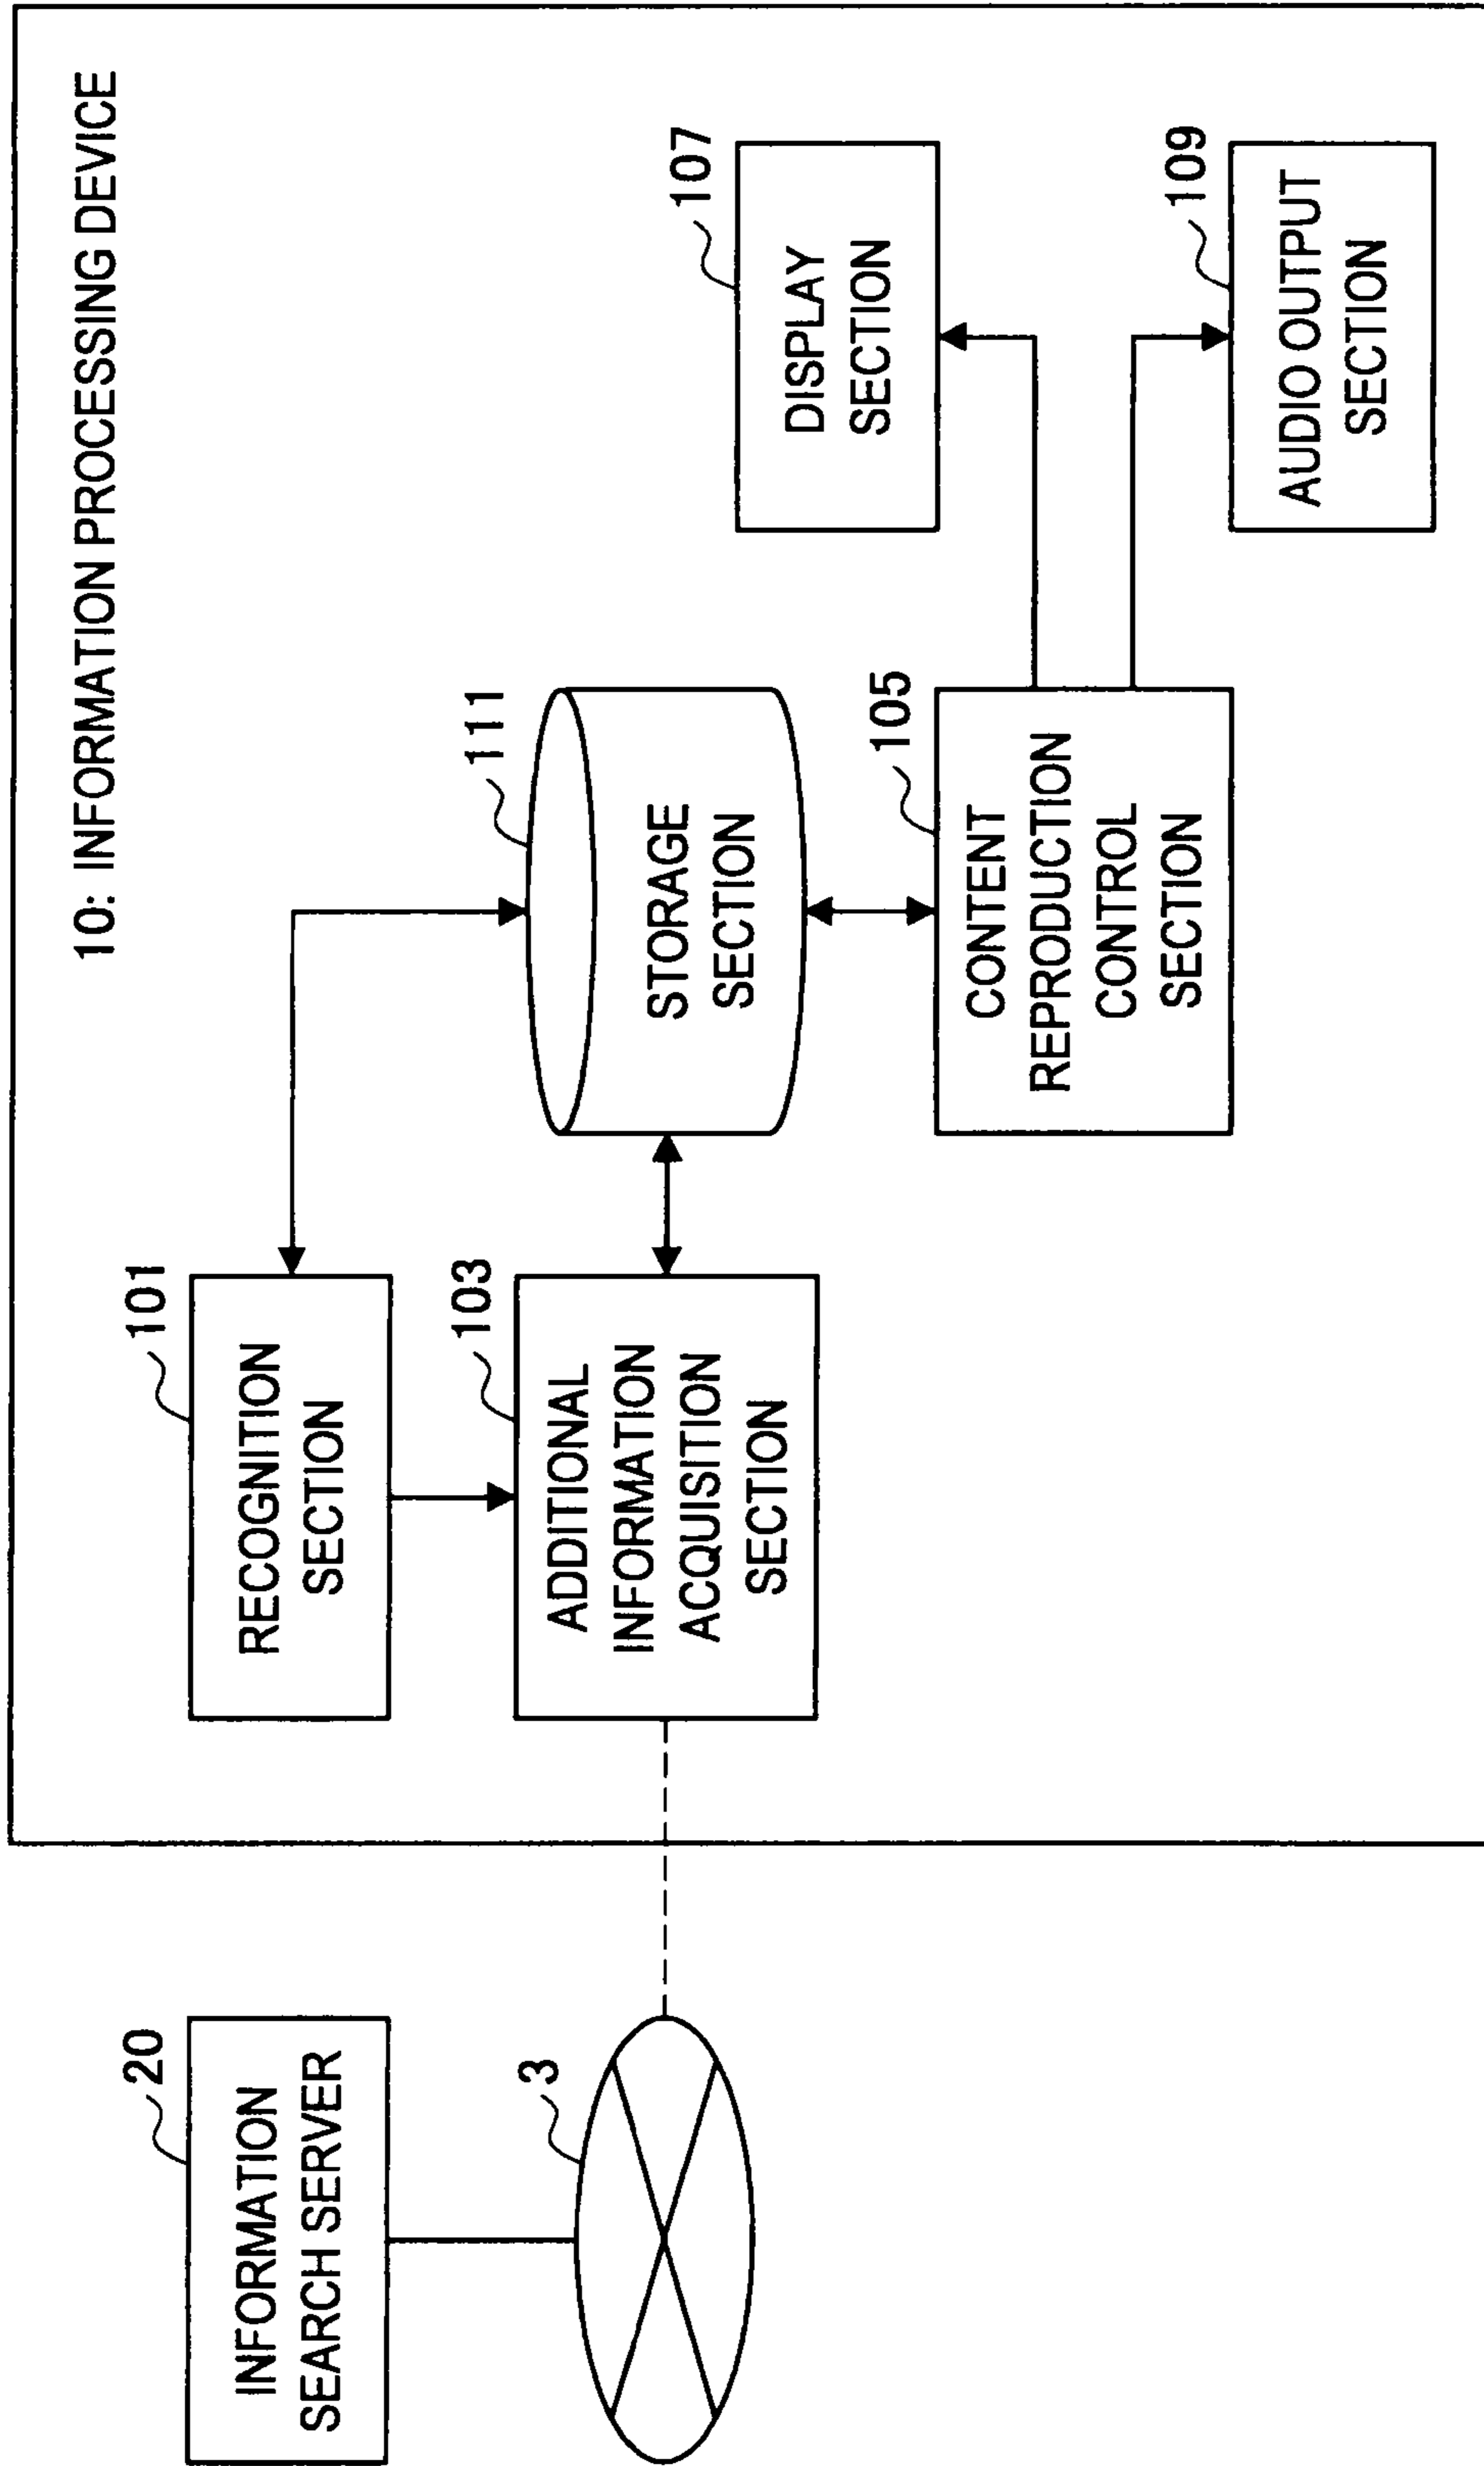 10: INFORMATION PROCESSING DEVICE
20
INFORMATION
SEARCH SERVER
3
101
RECOGNITION
SECTION
103
ADDITIONAL
INFORMATION
ACQUISITION
SECTION
111
STORAGE
SECTION
105
CONTENT
REPRODUCTION
CONTROL
SECTION
107
DISPLAY
SECTION
109
AUDIO OUTPUT
SECTION